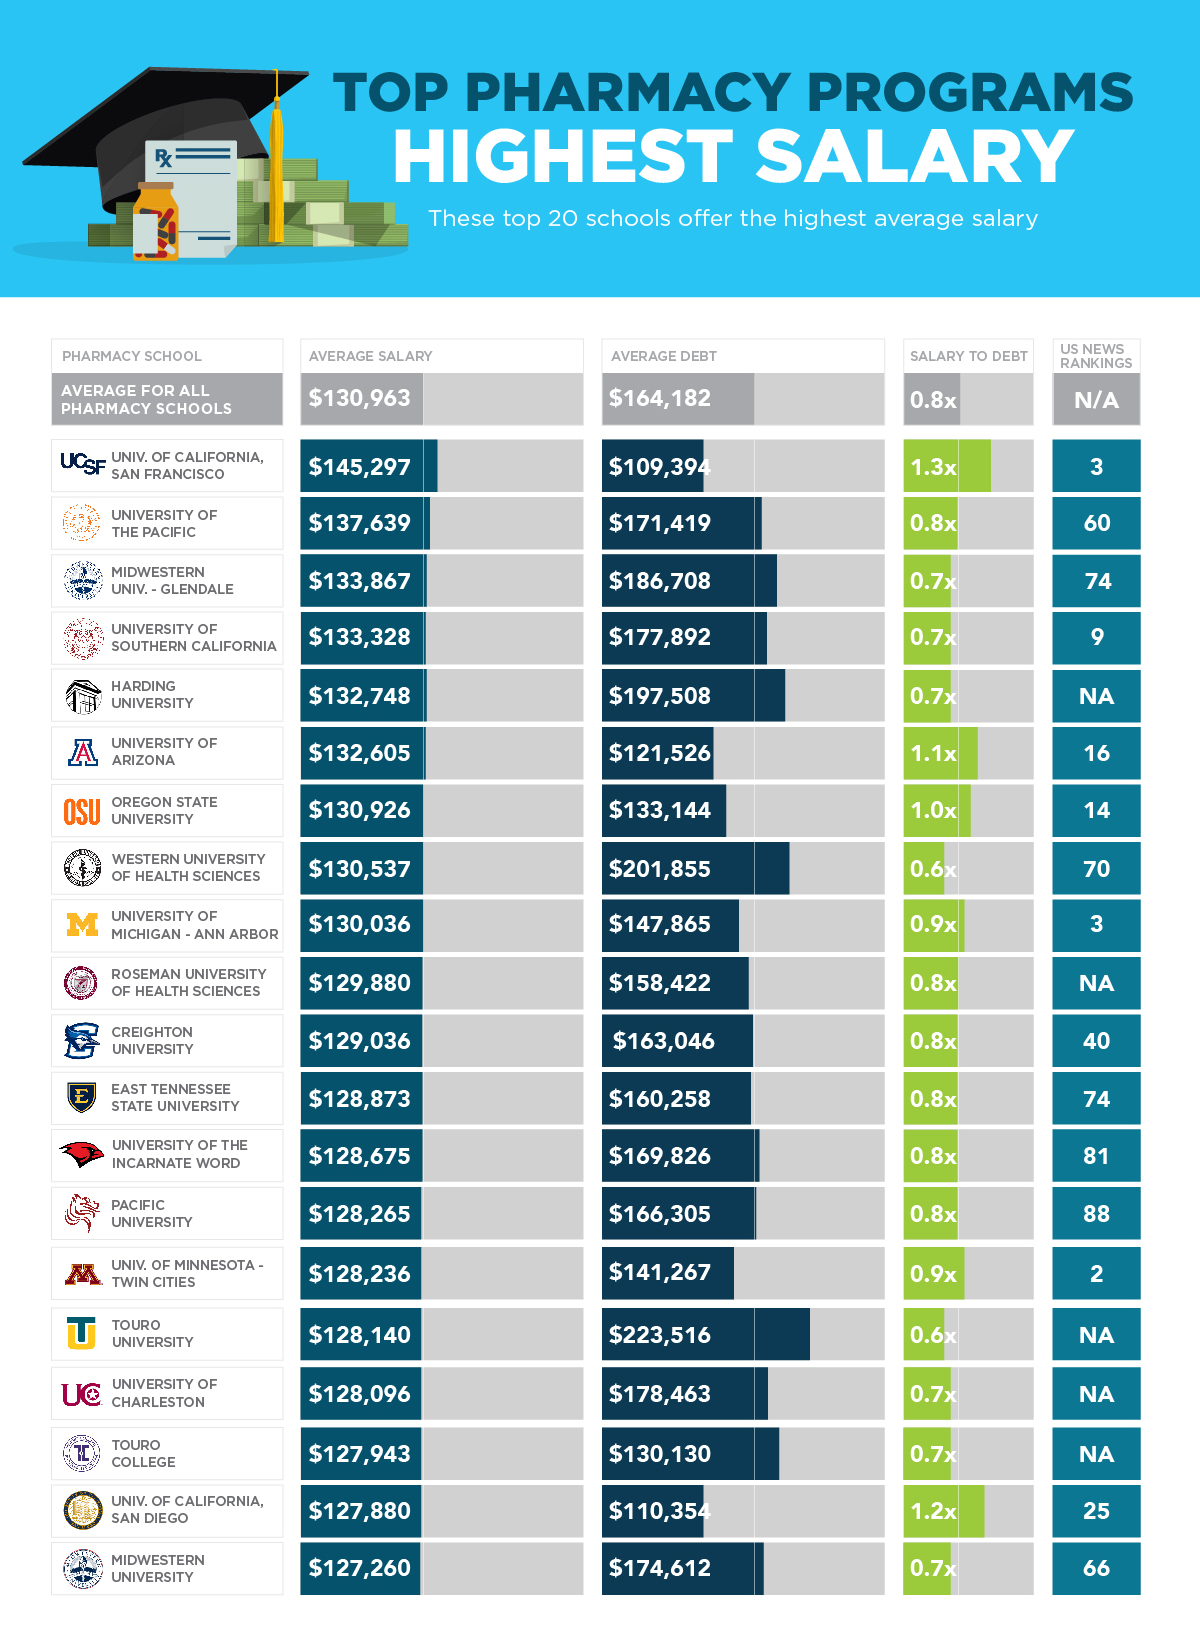 TOP PHARMACY PROGRAMS
HIGHEST SALARY
These top 20 schools offer the highest average salary
Rx
PHARMACY SCHOOL
AVERAGE SALARY
AVERAGE DEBT
SALARY TO DEBT
US NEWS
RANKINGS
AVERAGE FOR ALL
PHARMACY SCHOOLS
$130,963
$164,182
0.8x
N/A
UCSF
UNIV. OF CALIFORNIA,
SAN FRANCISCO
$145,297
$109,394
1.3x
3
UNIVERSITY OF
THE PACIFIC
$137,639
$171,419
0.8x
60
MIDWESTERN
UNIV. - GLENDALE
$133,867
$186,708
0.7x
74
UNIVERSITY OF
SOUTHERN CALIFORNIA
$133,328
$177,892
0.7x
9
HARDING
UNIVERSITY
$132,748
$197,508
0.7x
NA
A
UNIVERSITY OF
ARIZONA
$132,605
$121,526
1.1x
16
OSU
OREGON STATE
UNIVERSITY
$130,926
$133,144
1.0x
14
WESTERN UNIVERSITY
OF HEALTH SCIENCES
$130,537
$201,855
0.6x
70
M
UNIVERSITY OF
MICHIGAN - ANN ARBOR
$130,036
$147,865
0.9x
3
ROSEMAN UNIVERSITY
OF HEALTH SCIENCES
$129,880
$158,422
0.8x
NA
CREIGHTON
UNIVERSITY
$129,036
$163,046
0.8x
40
E
EAST TENNESSEE
STATE UNIVERSITY
$128,873
$160,258
0.8x
74
UNIVERSITY OF THE
INCARNATE WORD
$128,675
$169,826
0.8x
81
PACIFIC
UNIVERSITY
$128,265
$166,305
0.8x
88
M
UNIV. OF MINNESOTA -
TWIN CITIES
$128,236
$141,267
0.9x
2
TU
TOURO
UNIVERSITY
$128,140
$223,516
0.6x
NA
UC
UNIVERSITY OF
CHARLESTON
$128,096
$178,463
0.7x
NA
TC
TOURO
COLLEGE
$127,943
$130,130
0.7x
NA
UNIV. OF CALIFORNIA,
SAN DIEGO
$127,880
$110,354
1.2x
25
MIDWESTERN
UNIVERSITY
$127,260
$174,612
0.7x
66